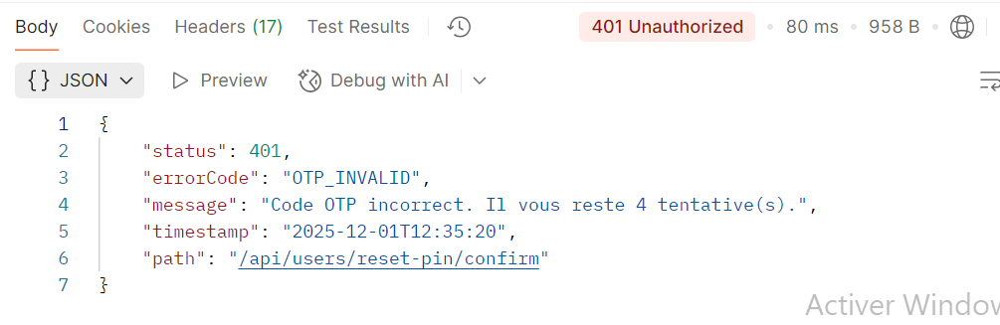 Body Cookies Headers (17) Test Results 401 Unauthorized • 80 ms • 958 B
{} JSON Preview Debug with AI
1 {
2 "status": 401,
3 "errorCode": "OTP_INVALID",
4 "message": "Code OTP incorrect. Il vous reste 4 tentative(s).",
5 "timestamp": "2025-12-01T12:35:20",
6 "path": "/api/users/reset-pin/confirm"
7 }
Activer Window